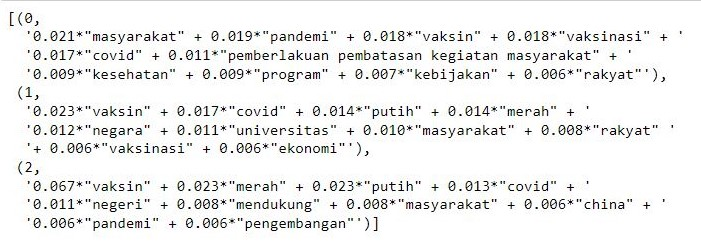 [(0,
'0.021*"masyarakat" + 0.019*"pandemi" + 0.018*"vaksin" + 0.018*"vaksinasi" + '
'0.017*"covid" + 0.011*"pemberlakuan pembatasan kegiatan masyarakat" + '
'0.009*"kesehatan" + 0.009*"program" + 0.007*"kebijakan" + 0.006*"rakyat"'),
(1,
'0.023*"vaksin" + 0.017*"covid" + 0.014*"putih" + 0.014*"merah" + '
'0.012*"negara" + 0.011*"universitas" + 0.010*"masyarakat" + 0.008*"rakyat" '
'+ 0.006*"vaksinasi" + 0.006*"ekonomi"'),
(2,
'0.067*"vaksin" + 0.023*"merah" + 0.023*"putih" + 0.013*"covid" + '
'0.011*"negeri" + 0.008*"mendukung" + 0.008*"masyarakat" + 0.006*"china" + '
'0.006*"pandemi" + 0.006*"pengembangan"')]